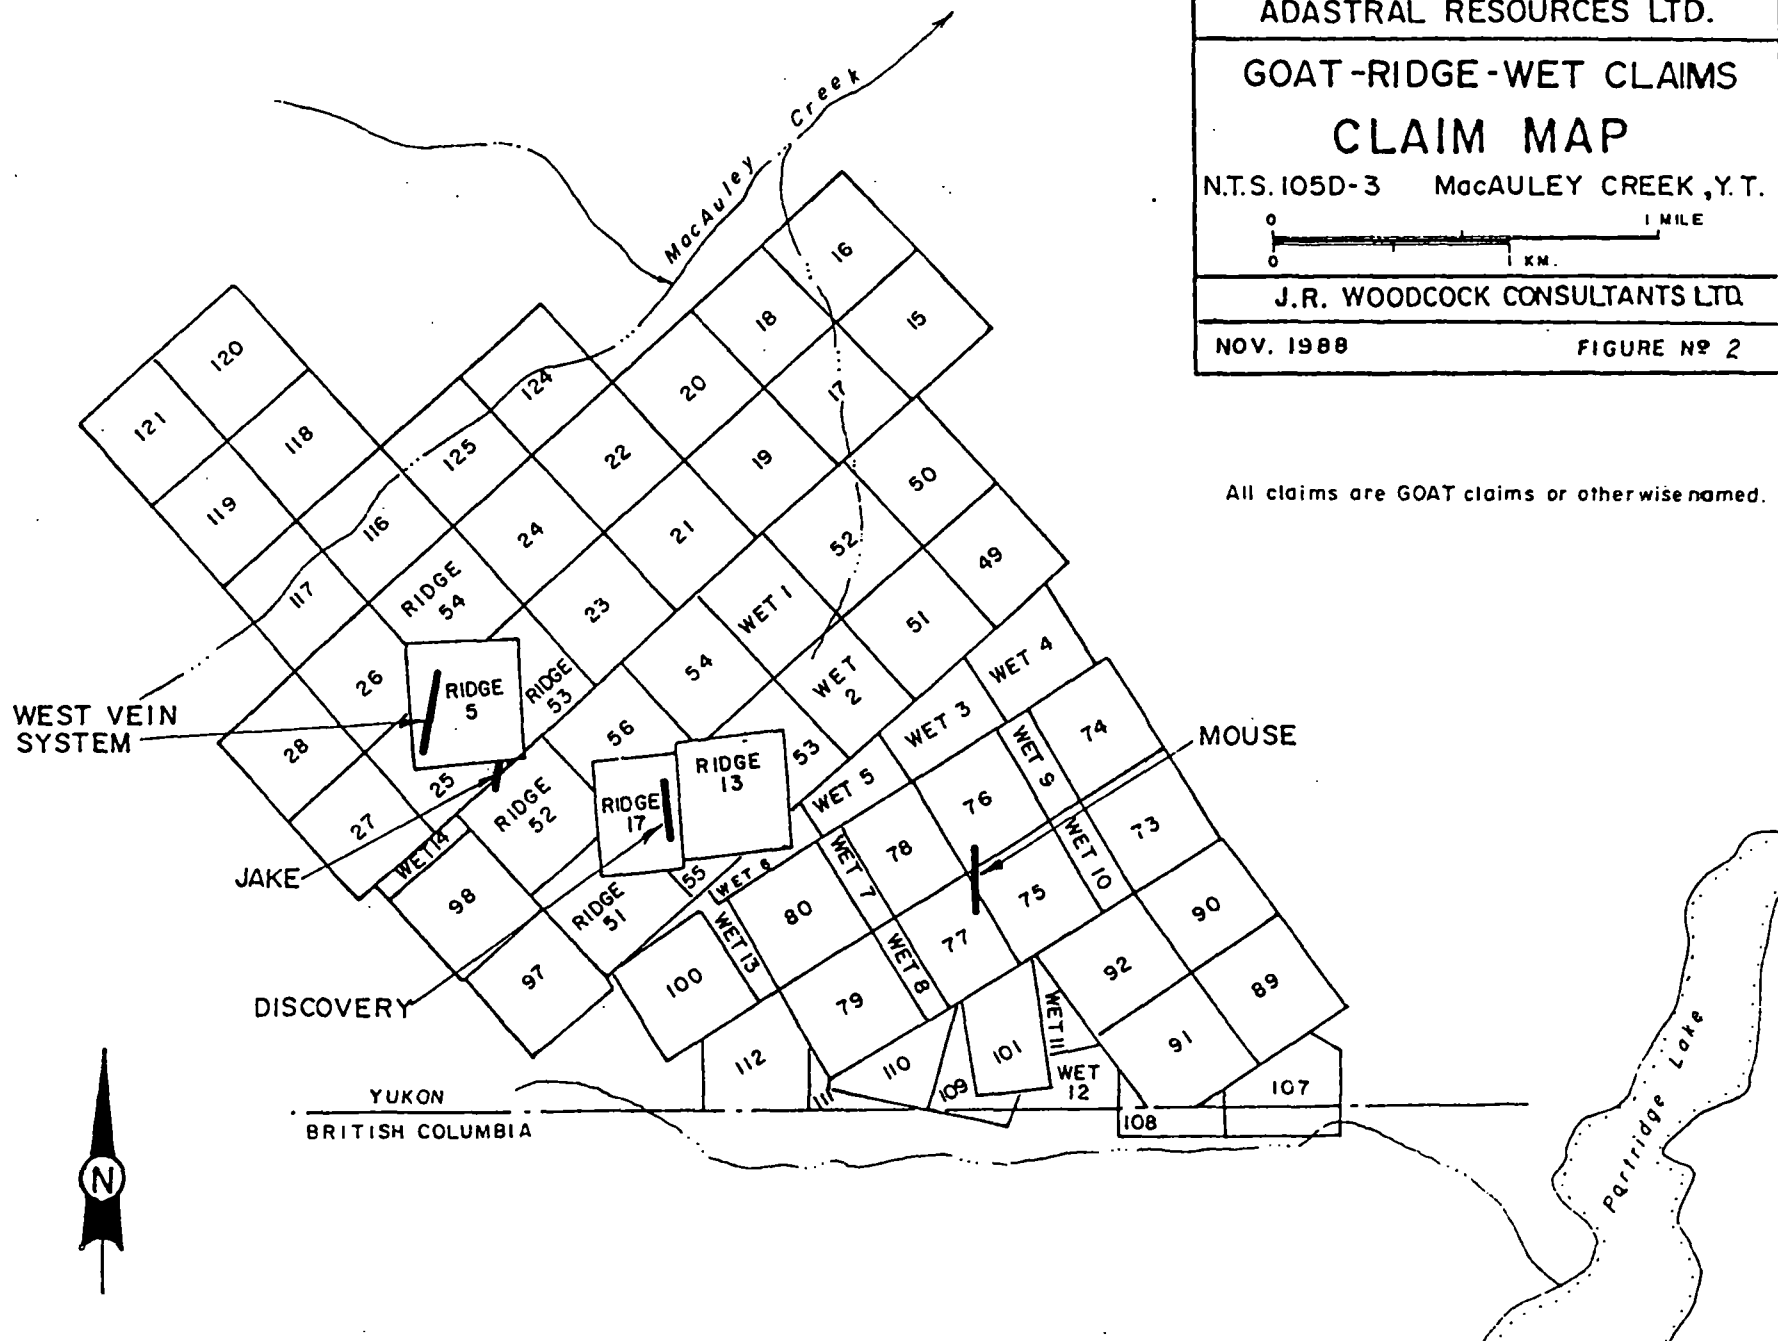 ADASTRAL RESOURCES LTD.
GOAT-RIDGE-WET CLAIMS
CLAIM MAP
N.T.S. 105D-3 MacAULEY CREEK, Y.T.
0 1 MILE
0 1 KM.
J.R. WOODCOCK CONSULTANTS LTD.
NOV. 1988 FIGURE Nº 2
All claims are GOAT claims or otherwise named.
MacAuley Creek
16
15
18
17
20
19
22
21
24
23
124
125
120
121
118
119
116
117
RIDGE
54
RIDGE
53
26
25
28
27
RIDGE
5
WEST VEIN
SYSTEM
JAKE
DISCOVERY
MOUSE
50
49
52
51
WET 1
WET
2
54
53
56
55
RIDGE
52
RIDGE
51
RIDGE
17
RIDGE
13
WET 14
98
97
WET 4
WET 3
WET 5
WET 6
WET 7
WET 8
WET 9
WET 10
WET 13
74
73
76
75
78
77
80
79
100
90
89
92
91
112
111
110
109
101
WET 11
WET
12
108
107
YUKON
BRITISH COLUMBIA
N
Partridge Lake